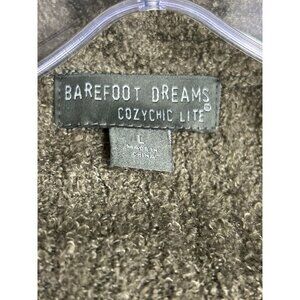 BAREFOOT DREAMS
COZYCHIC LITE®
L
MADE IN
CHINA